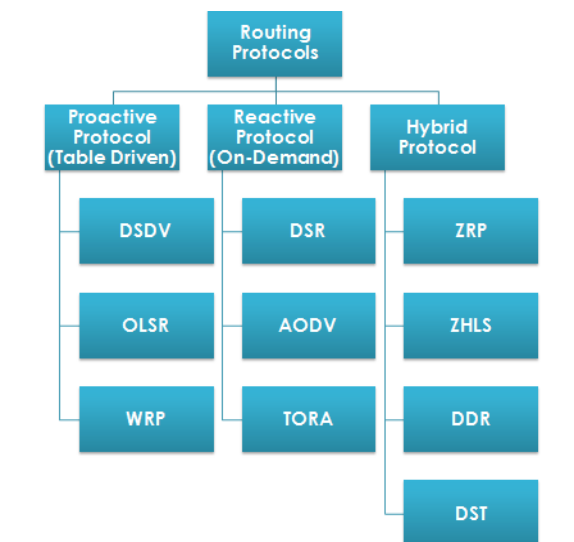 Routing
Protocols
Proactive
Protocol
(Table Driven)
Reactive
Protocol
(On-Demand)
Hybrid
Protocol
DSDV
DSR
ZRP
OLSR
AODV
ZHLS
WRP
TORA
DDR
DST